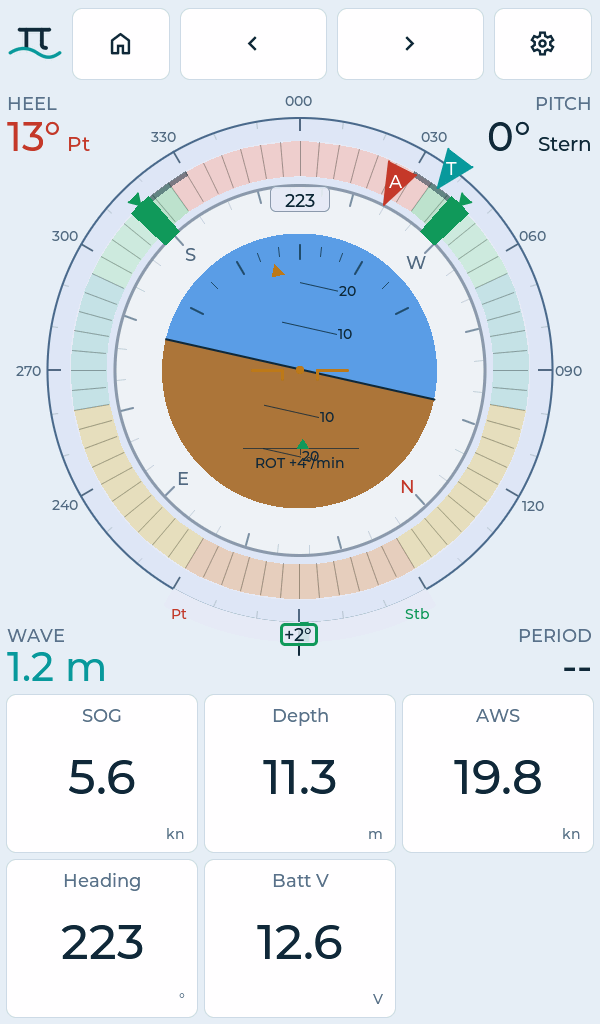 HEEL
13° Pt
PITCH
0° Stern
000
330
030
T
A
223
300
060
S
W
20
10
270
090
10
20
ROT +4°/min
E
N
240
120
Pt
Stb
+2°
WAVE
1.2 m
PERIOD
--
SOG
5.6
kn
Depth
11.3
m
AWS
19.8
kn
Heading
223
°
Batt V
12.6
V